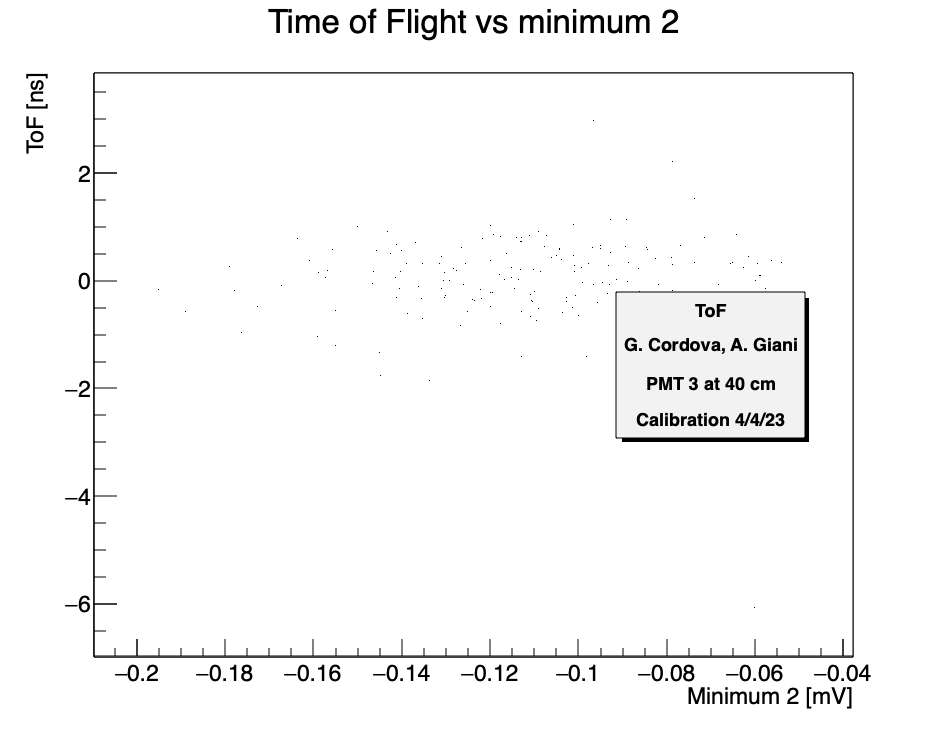 Time of Flight vs minimum 2
ToF [ns]
2
0
−2
−4
−6
ToF
G. Cordova, A. Giani
PMT 3 at 40 cm
Calibration 4/4/23
−0.2 −0.18 −0.16 −0.14 −0.12 −0.1 −0.08 −0.06 −0.04
Minimum 2 [mV]